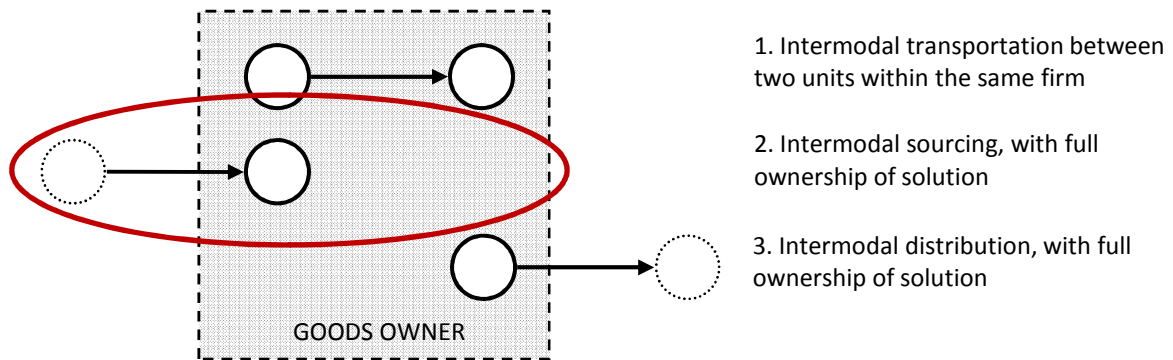 1. Intermodal transportation between
two units within the same firm
2. Intermodal sourcing, with full
ownership of solution
3. Intermodal distribution, with full
ownership of solution
GOODS OWNER